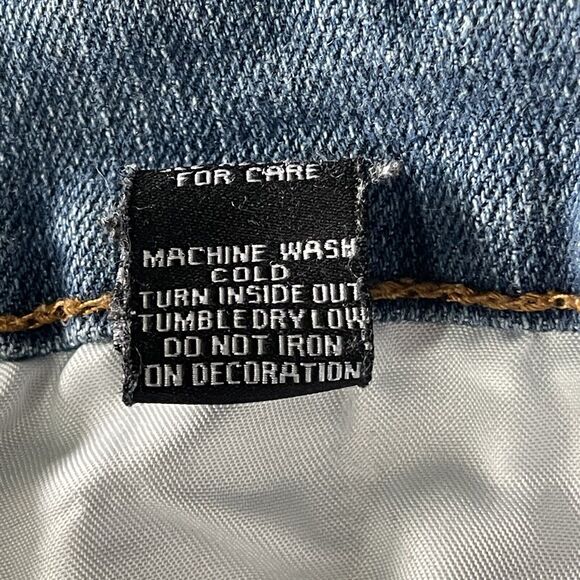 FOR CARE
MACHINE WASH
COLD
TURN INSIDE OUT
TUMBLE DRY LOW
DO NOT IRON
ON DECORATION